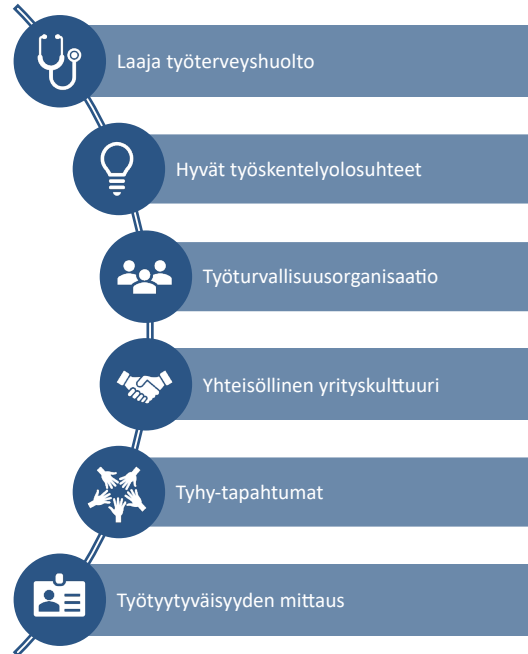 Laaja työterveyshuolto
Hyvät työskentelyolosuhteet
Työturvallisuusorganisaatio
Yhteisöllinen yrityskulttuuri
Tyhy-tapahtumat
Työtyytyväisyyden mittaus